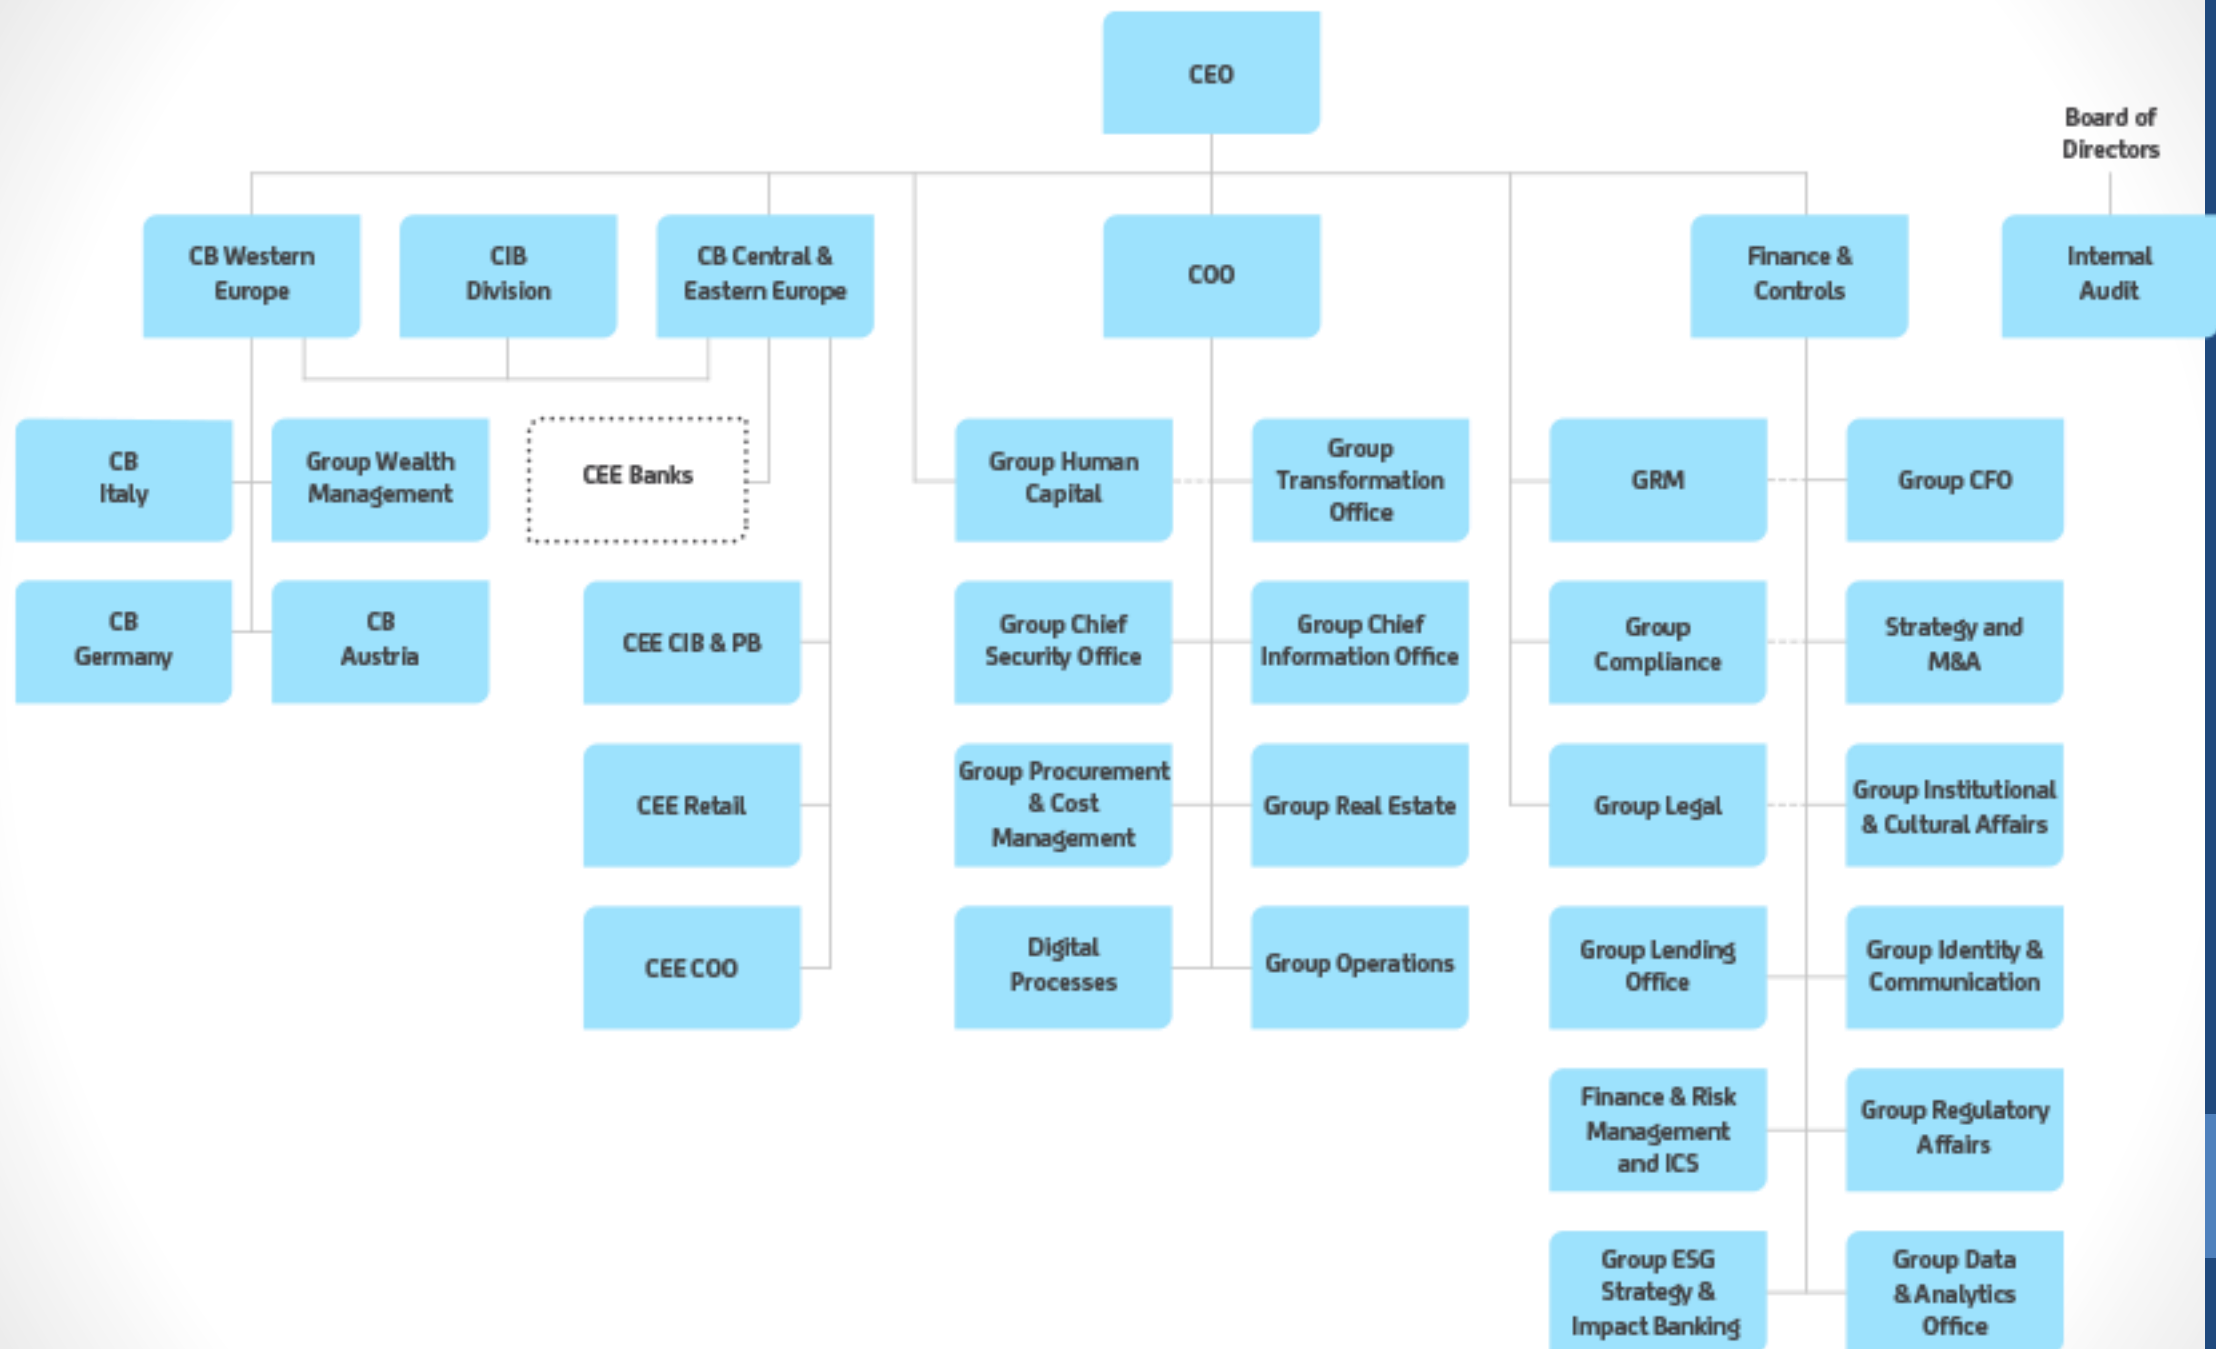 CEO
Board of
Directors
CB Western
Europe
CIB
Division
CB Central &
Eastern Europe
COO
Finance &
Controls
Internal
Audit
CB
Italy
Group Wealth
Management
CEE Banks
Group Human
Capital
Group
Transformation
Office
GRM
Group CFO
CB
Germany
CB
Austria
CEE CIB & PB
Group Chief
Security Office
Group Chief
Information Office
Group
Compliance
Strategy and
M&A
CEE Retail
Group Procurement
& Cost
Management
Group Real Estate
Group Legal
Group Institutional
& Cultural Affairs
CEE COO
Digital
Processes
Group Operations
Group Lending
Office
Group Identity &
Communication
Finance & Risk
Management
and ICS
Group Regulatory
Affairs
Group ESG
Strategy &
Impact Banking
Group Data
& Analytics
Office